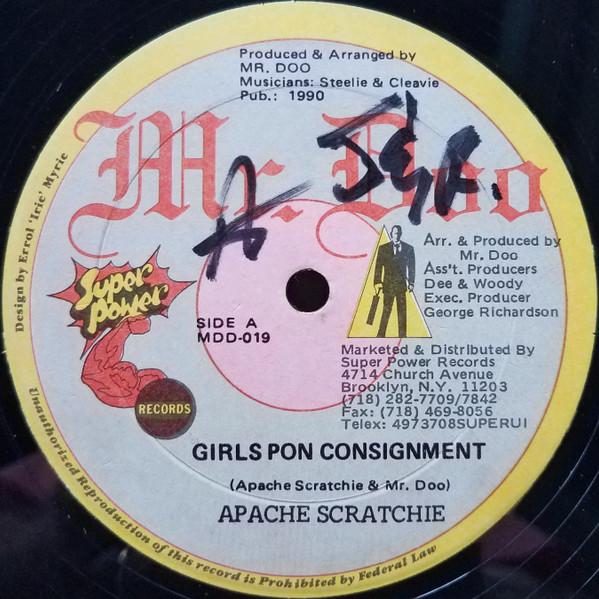 Produced & Arranged by
MR. DOO
Musicians: Steelie & Cleavie
Pub.: 1990
Mr. Doo
Design by Errol 'Irie' Myrie
Super
Power
RECORDS
SIDE A
MDD-019
Arr. & Produced by
Mr. Doo
Ass't. Producers
Dee & Woody
Exec. Producer
George Richardson
Marketed & Distributed By
Super Power Records
4714 Church Avenue
Brooklyn, N.Y. 11203
(718) 282-7709/7842
Fax: (718) 469-8056
Telex: 4973708SUPERUI
GIRLS PON CONSIGNMENT
(Apache Scratchie & Mr. Doo)
APACHE SCRATCHIE
Unauthorized Reproduction of this record is Prohibited by Federal Law